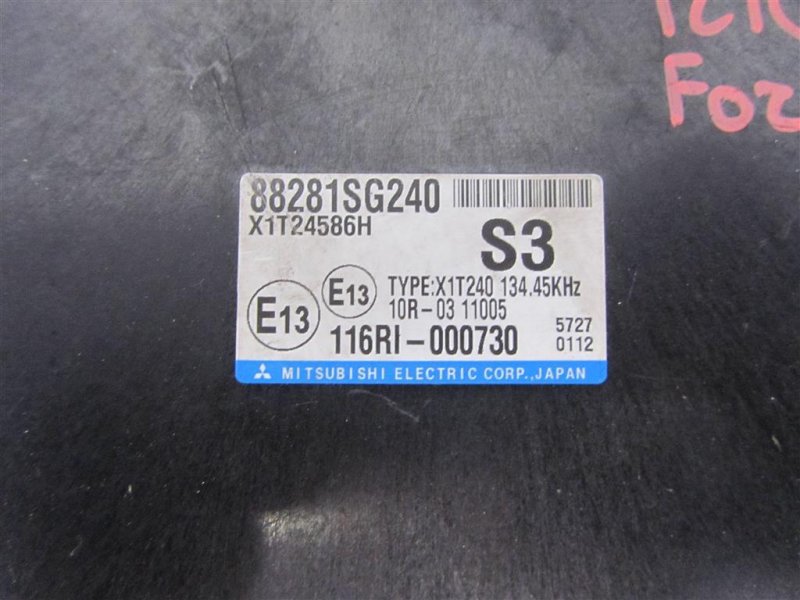 For
88281SG240
X1T24586H
S3
E13
E13
TYPE:X1T240 134.45KHz
10R-03 11005
116RI-000730
5727
0112
MITSUBISHI ELECTRIC CORP., JAPAN